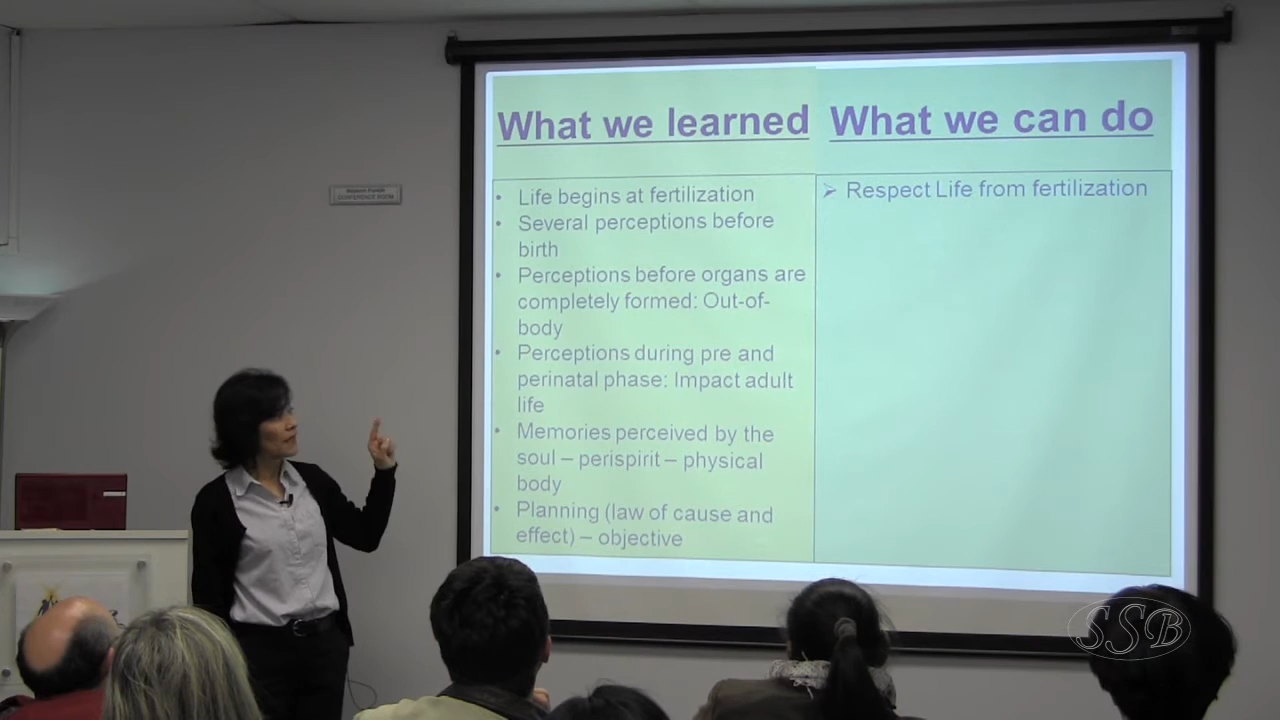 What we learned
What we can do
• Life begins at fertilization
• Several perceptions before
birth
• Perceptions before organs are
completely formed: Out-of-
body
• Perceptions during pre and
perinatal phase: Impact adult
life
• Memories perceived by the
soul – perispirit – physical
body
• Planning (law of cause and
effect) – objective
➢ Respect Life from fertilization
CONFERENCE ROOM
SSB